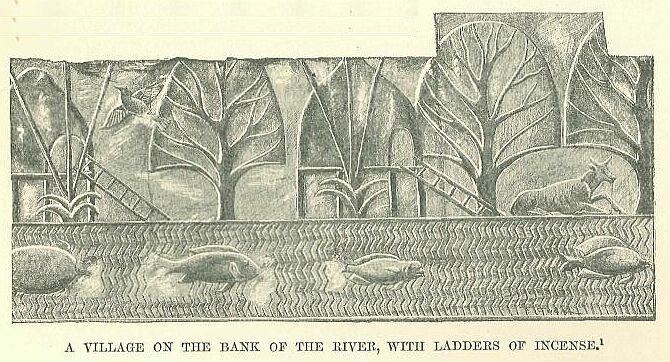 A VILLAGE ON THE BANK OF THE RIVER, WITH LADDERS OF INCENSE.¹